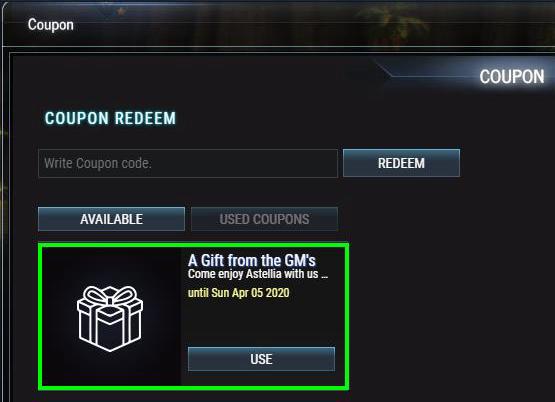 Coupon
COUPON
COUPON REDEEM
Write Coupon code.
REDEEM
AVAILABLE
USED COUPONS
A Gift from the GM's
Come enjoy Astellia with us ...
until Sun Apr 05 2020
USE